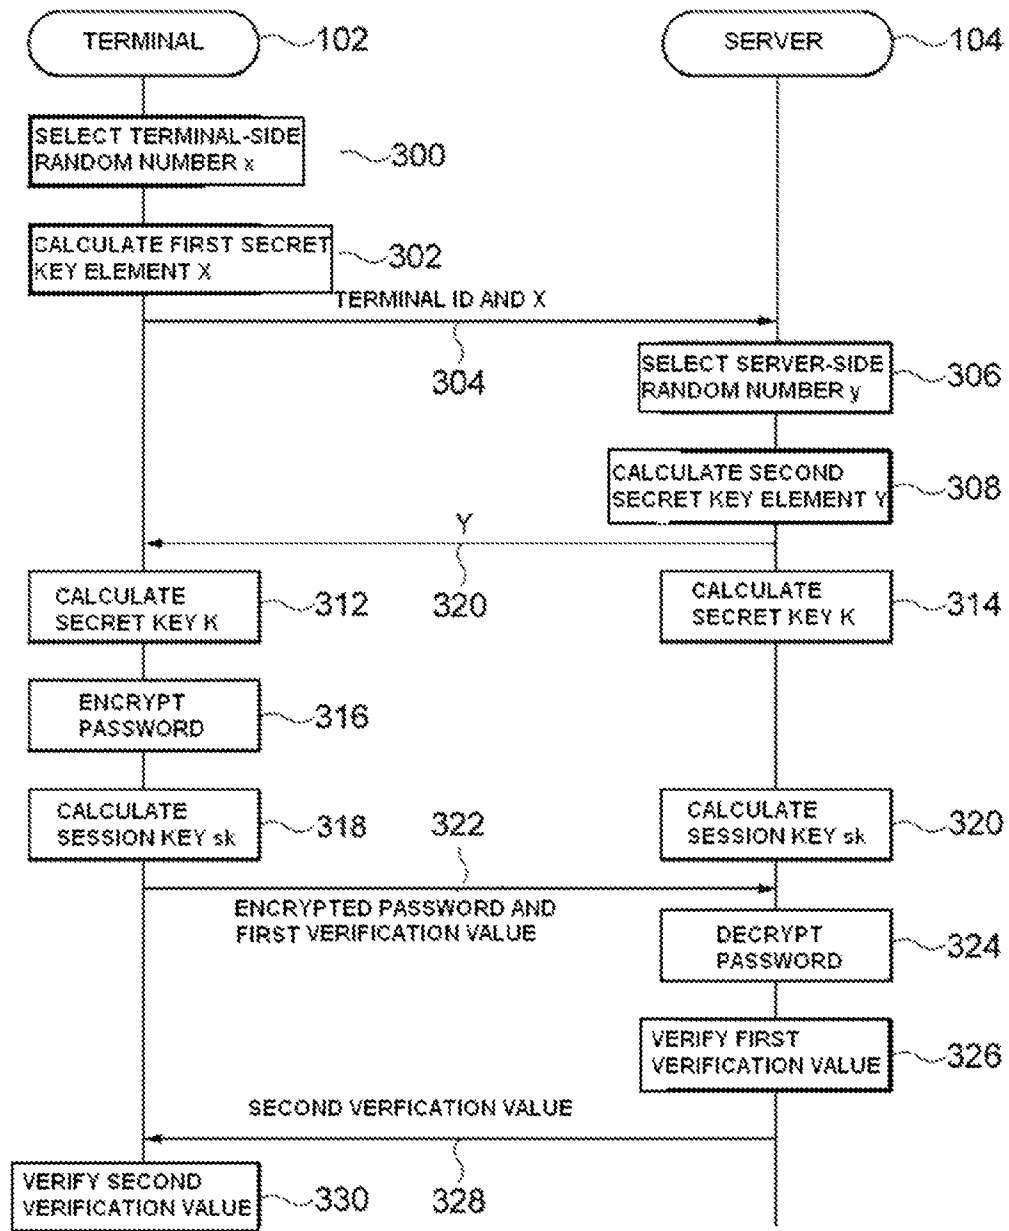 TERMINAL
102
SERVER
104
SELECT TERMINAL-SIDE
RANDOM NUMBER x
300
CALCULATE FIRST SECRET
KEY ELEMENT X
302
TERMINAL ID AND X
304
SELECT SERVER-SIDE
RANDOM NUMBER y
306
CALCULATE SECOND
SECRET KEY ELEMENT Y
308
Y
320
CALCULATE
SECRET KEY K
312
CALCULATE
SECRET KEY K
314
ENCRYPT
PASSWORD
316
CALCULATE
SESSION KEY sk
318
322
CALCULATE
SESSION KEY sk
320
ENCRYPTED PASSWORD AND
FIRST VERIFICATION VALUE
DECRYPT
PASSWORD
324
VERIFY FIRST
VERIFICATION VALUE
326
SECOND VERFICATION VALUE
328
VERIFY SECOND
VERIFICATION VALUE
330